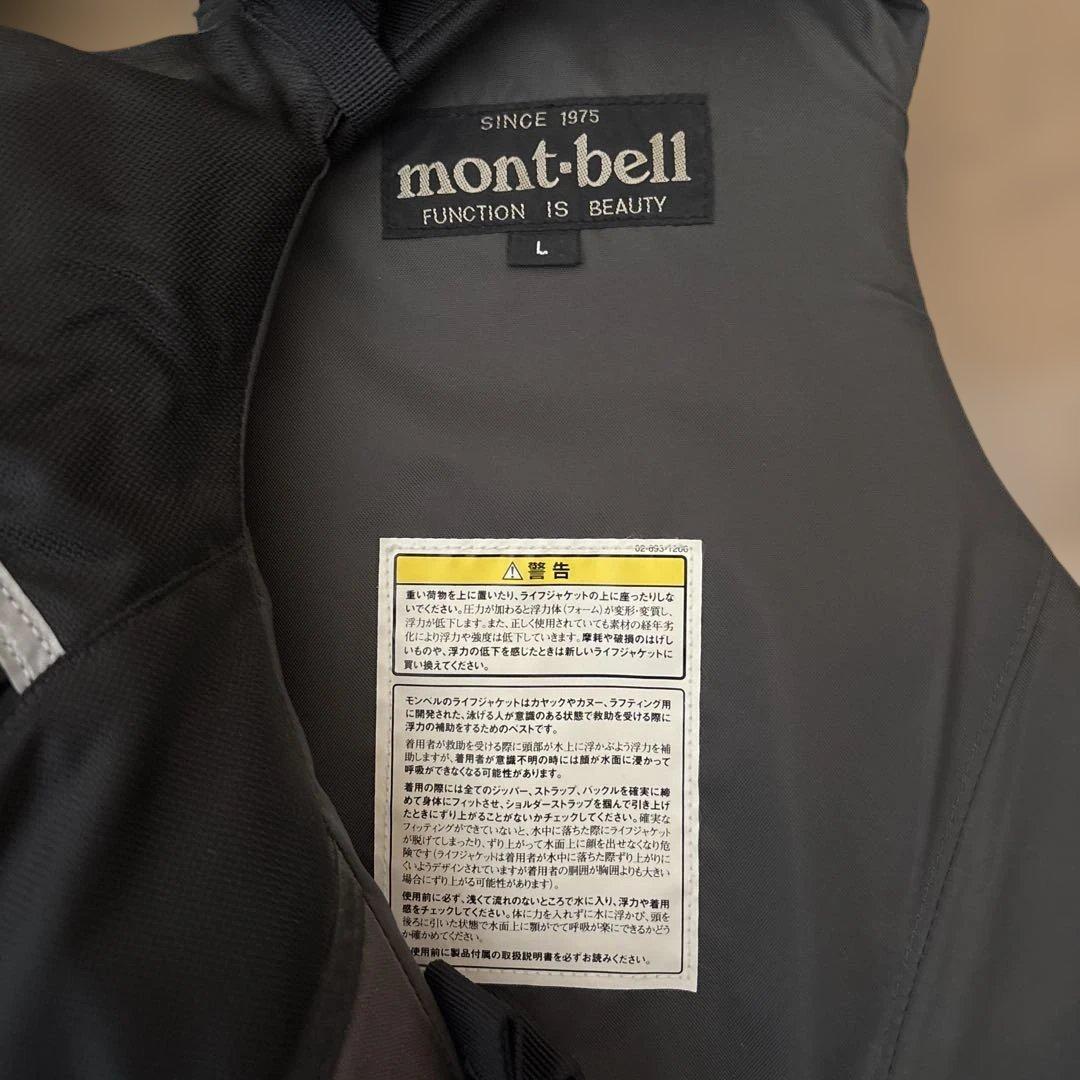 SINCE 1975
mont-bell
FUNCTION IS BEAUTY
L
02-693-1206
警告
重い荷物を上に置いたり、ライフジャケットの上に座ったりしな
いでください。圧力が加わると浮力体(フォーム)が変形・変質し、
浮力が低下します。また、正しく使用されていても素材の経年劣
化により浮力や強度は低下していきます。摩耗や破損のはげし
いものや、浮力の低下を感じたときは新しいライフジャケットに
買い換えてください。
モンベルのライフジャケットはカヤックやカヌー、ラフティング用
に開発された、泳げる人が意識のある状態で救助を受ける際に
浮力の補助をするためのベストです。
着用者が救助を受ける際に頭部が水上に浮かぶよう浮力を補
助しますが、着用者が意識不明の時には顔が水面に浸かって
呼吸ができなくなる可能性があります。
着用の際には全てのジッパー、ストラップ、バックルを確実に締
めて身体にフィットさせ、ショルダーストラップを掴んで引き上げ
たときにずり上がることがないかチェックしてください。確実な
フィッティングができていないと、水中に落ちた際にライフジャケット
が脱げてしまったり、ずり上がって水面上に顔を出せなくなり危
険です(ライフジャケットは着用者が水中に落ちた際ずり上がりに
くいようデザインされていますが着用者の胴囲が胸囲よりも大きい
場合にずり上がる可能性があります)。
使用前に必ず、浅くて流れのないところで水に入り、浮力や着用
感をチェックしてください。体に力を入れずに水に浮かび、頭を
後ろに引いた状態で水面上に顎がでて呼吸が楽にできるかどう
か確かめてください。
使用前に製品付属の取扱説明書を必ずお読みください。